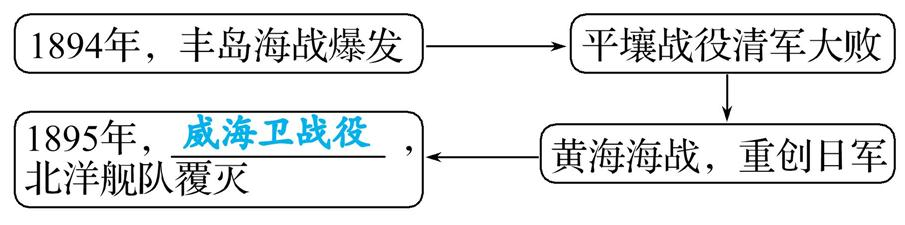 1894年，丰岛海战爆发
平壤战役清军大败
黄海海战，重创日军
1895年，威海卫战役，
北洋舰队覆灭